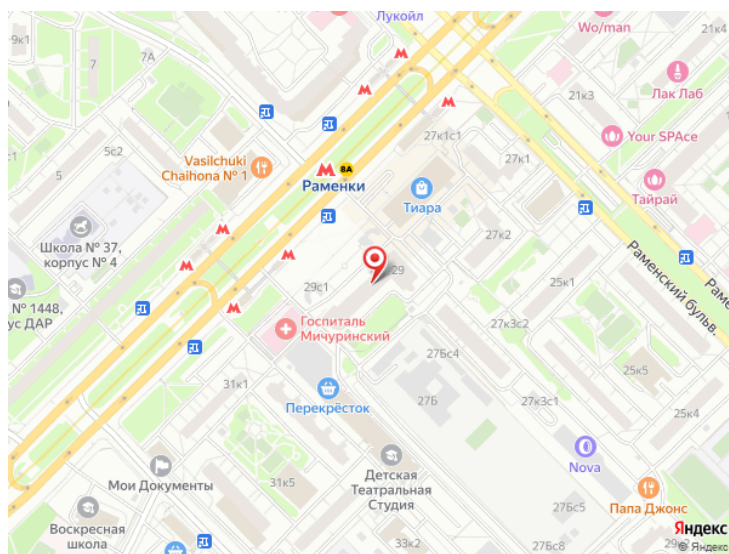 Лукойл
Wo/man
9к1
7А
7
21к4
Лак Лаб
21к3
5с2
5
Vasilchuki
Chaihona № 1
27к1с1
Your SPAce
27к1
8А
Раменки
Тиара
Тайрай
Школа № 37,
корпус № 4
27к2
Раменский бульв.
29
29с1
25к1
№ 1448,
ус ДАР
Госпиталь
Мичуринский
27к3с2
27Бс4
25к5
31к1
27Б
27к3с1
Перекрёсток
25к4
Мои Документы
Детская
Театральная
Студия
Nova
31к5
Воскресная
школа
27Бс5
Папа Джонс
33к2
27Бс8
29к2
Яндекс
© Яндекс